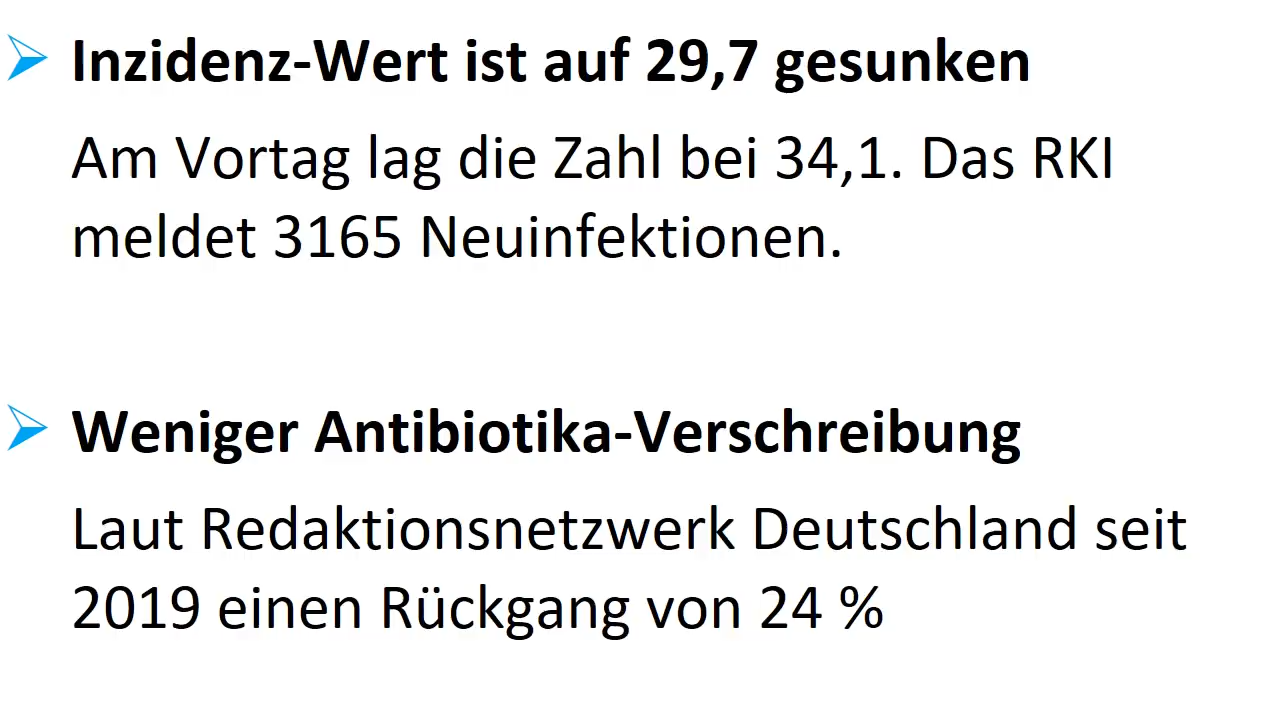 Inzidenz-Wert ist auf 29,7 gesunken
Am Vortag lag die Zahl bei 34,1. Das RKI
meldet 3165 Neuinfektionen.
Weniger Antibiotika-Verschreibung
Laut Redaktionsnetzwerk Deutschland seit
2019 einen Rückgang von 24 %